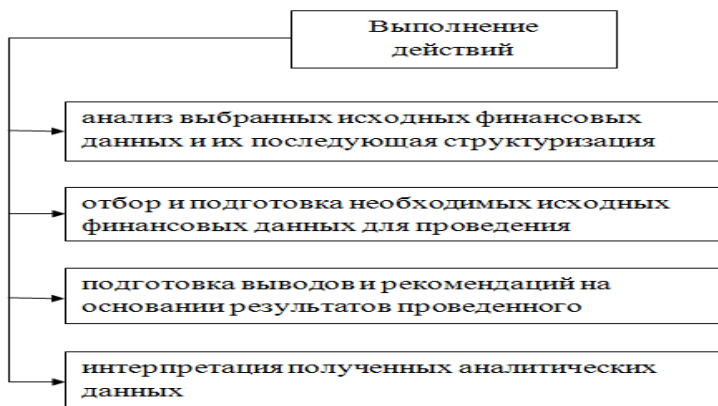 Выполнение
действий
анализ выбранных исходных финансовых
данных и их последующая структуризация
отбор и подготовка необходимых исходных
финансовых данных для проведения
подготовка выводов и рекомендаций на
основании результатов проведенного
интерпретация полученных аналитических
данных